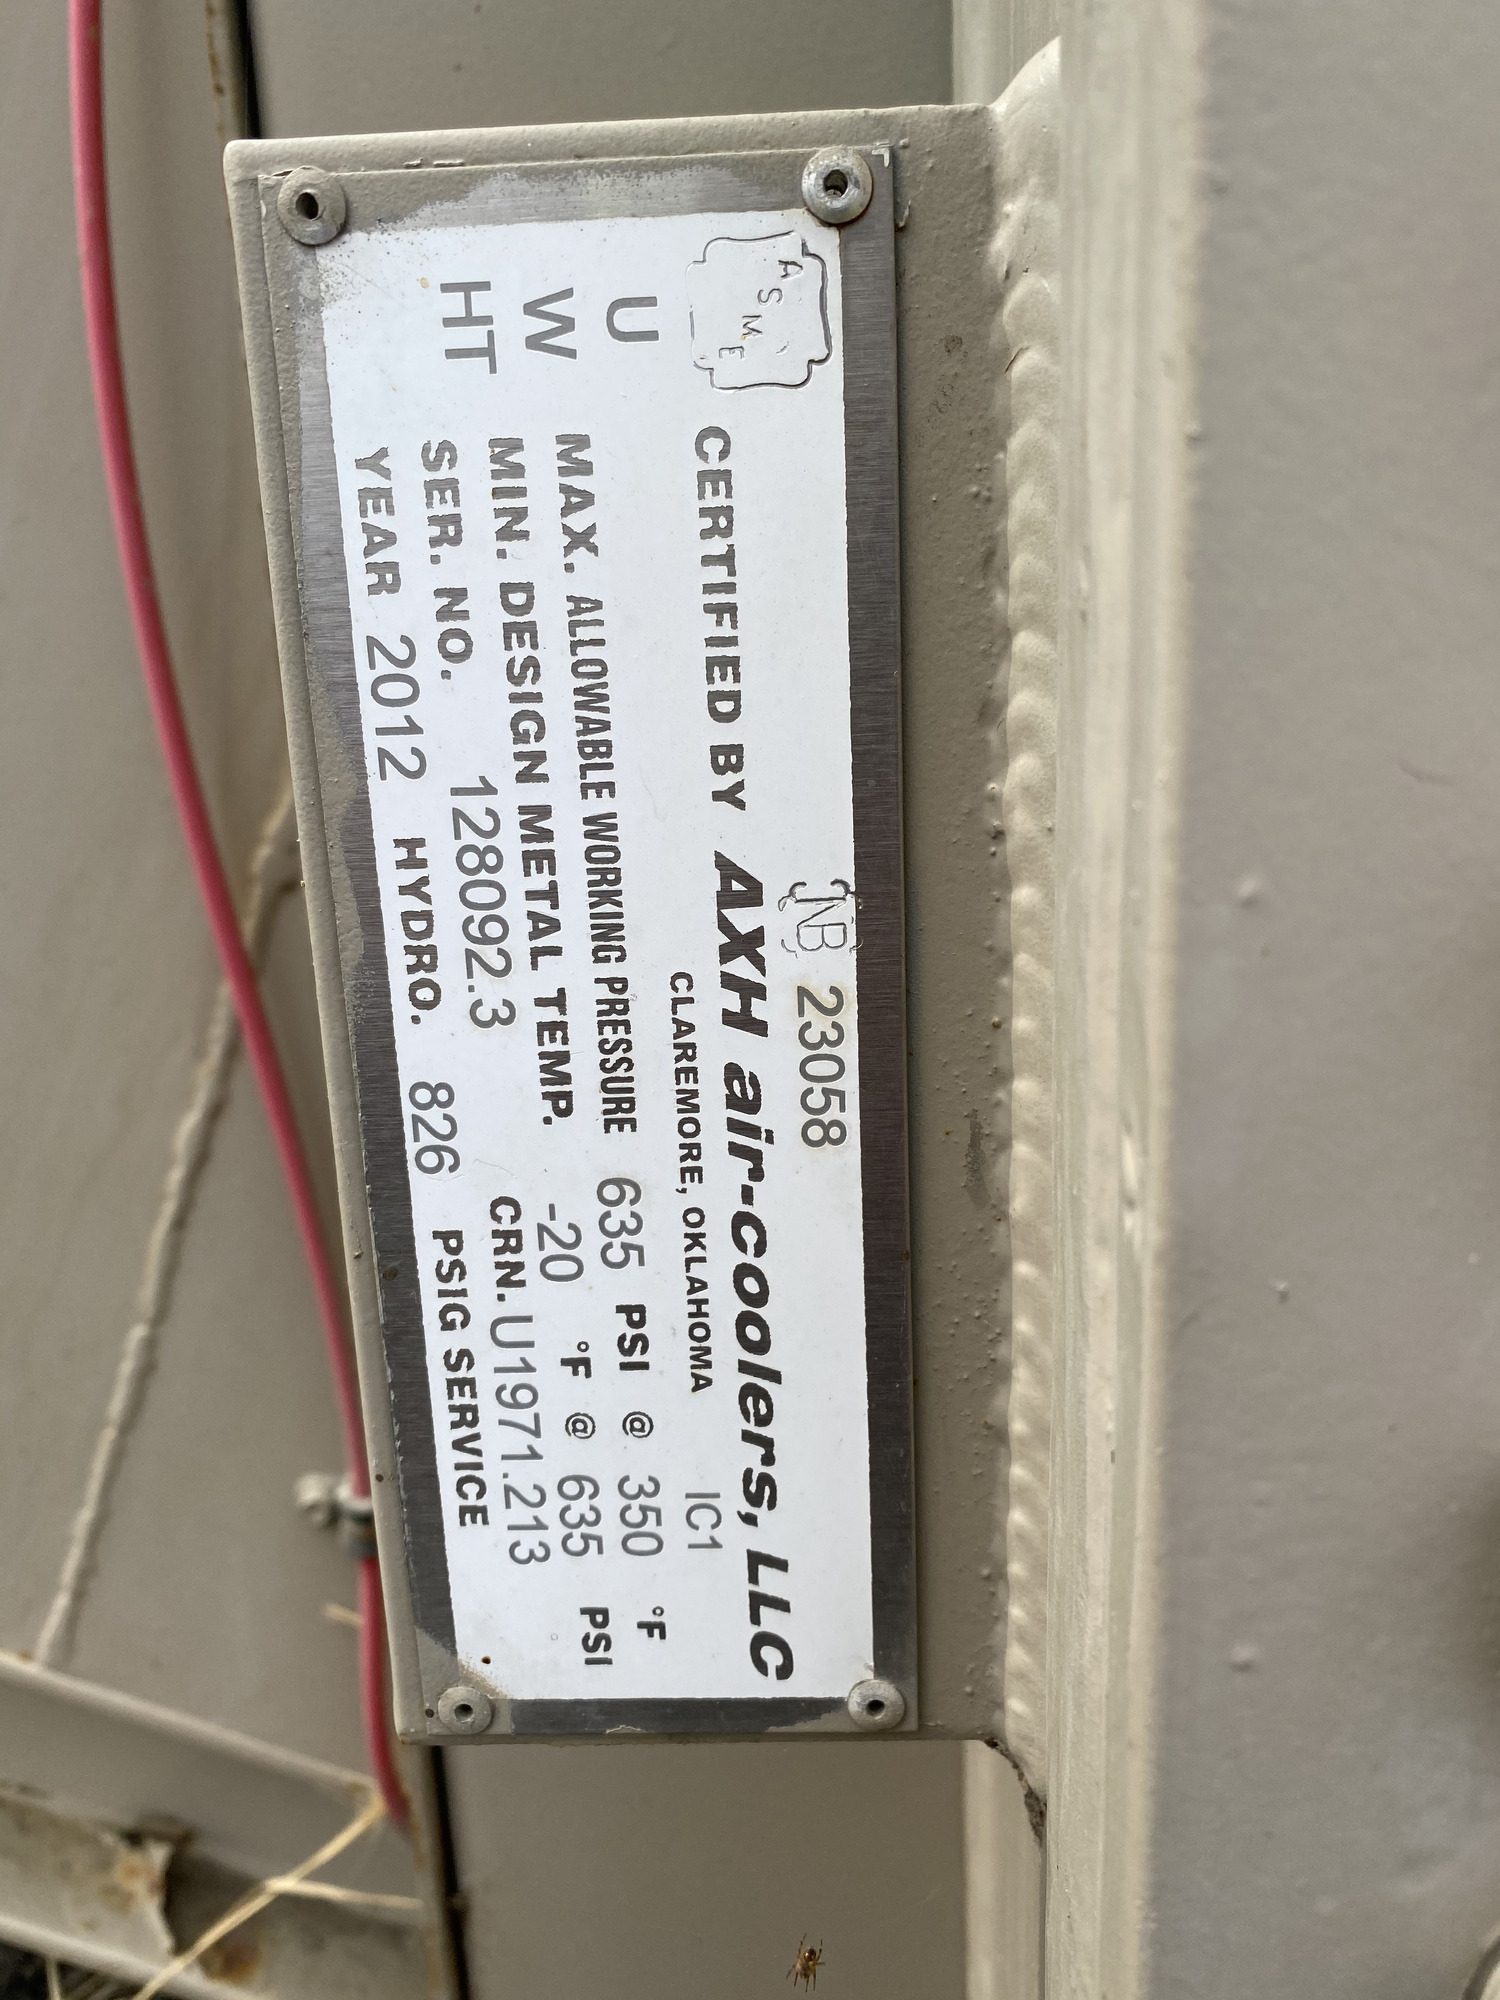 ASME
NB 23058
CERTIFIED BY AXH air-coolers, LLC
CLAREMORE, OKLAHOMA IC1
U
MAX. ALLOWABLE WORKING PRESSURE 635 PSI @ 350 °F
W
MIN. DESIGN METAL TEMP. -20 °F @ 635 PSI
HT
SER. NO. 128092.3 CRN. U1971.213
YEAR 2012 HYDRO. 826 PSIG SERVICE